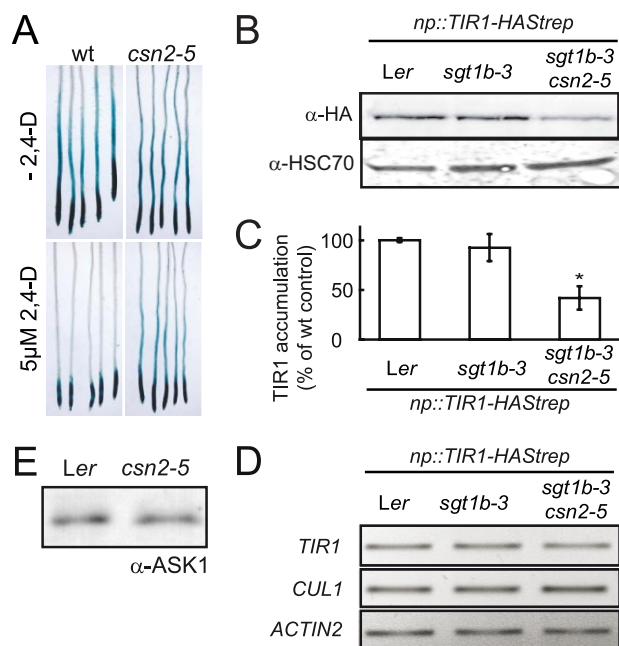 A
wt csn2-5
- 2,4-D
5µM 2,4-D
B
np::TIR1-HAStrep
Ler sgt1b-3 sgt1b-3
csn2-5
α-HA
α-HSC70
C
TIR1 accumulation
(% of wt control)
100
50
0
*
Ler sgt1b-3 sgt1b-3
csn2-5
np::TIR1-HAStrep
E
Ler csn2-5
α-ASK1
D
np::TIR1-HAStrep
Ler sgt1b-3 sgt1b-3
csn2-5
TIR1
CUL1
ACTIN2